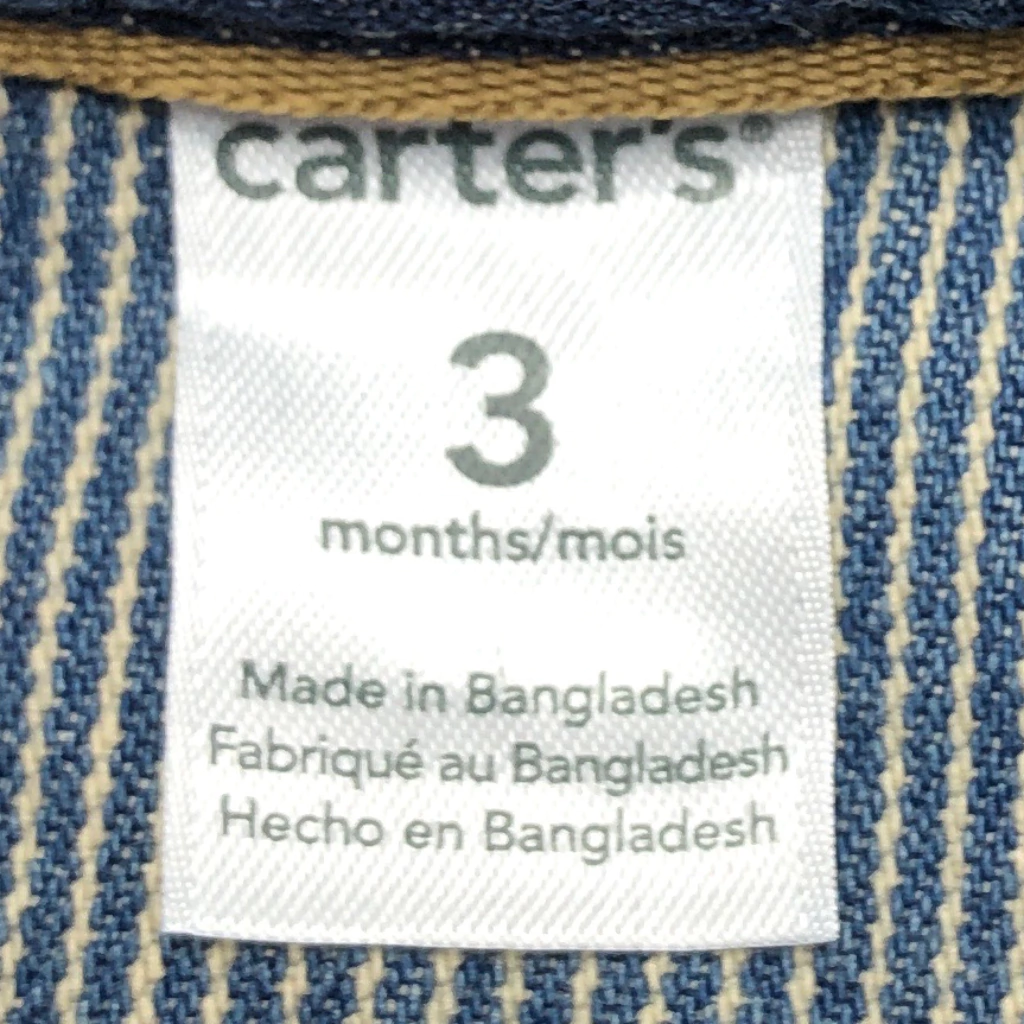 carter's®
3
months/mois
Made in Bangladesh
Fabriqué au Bangladesh
Hecho en Bangladesh